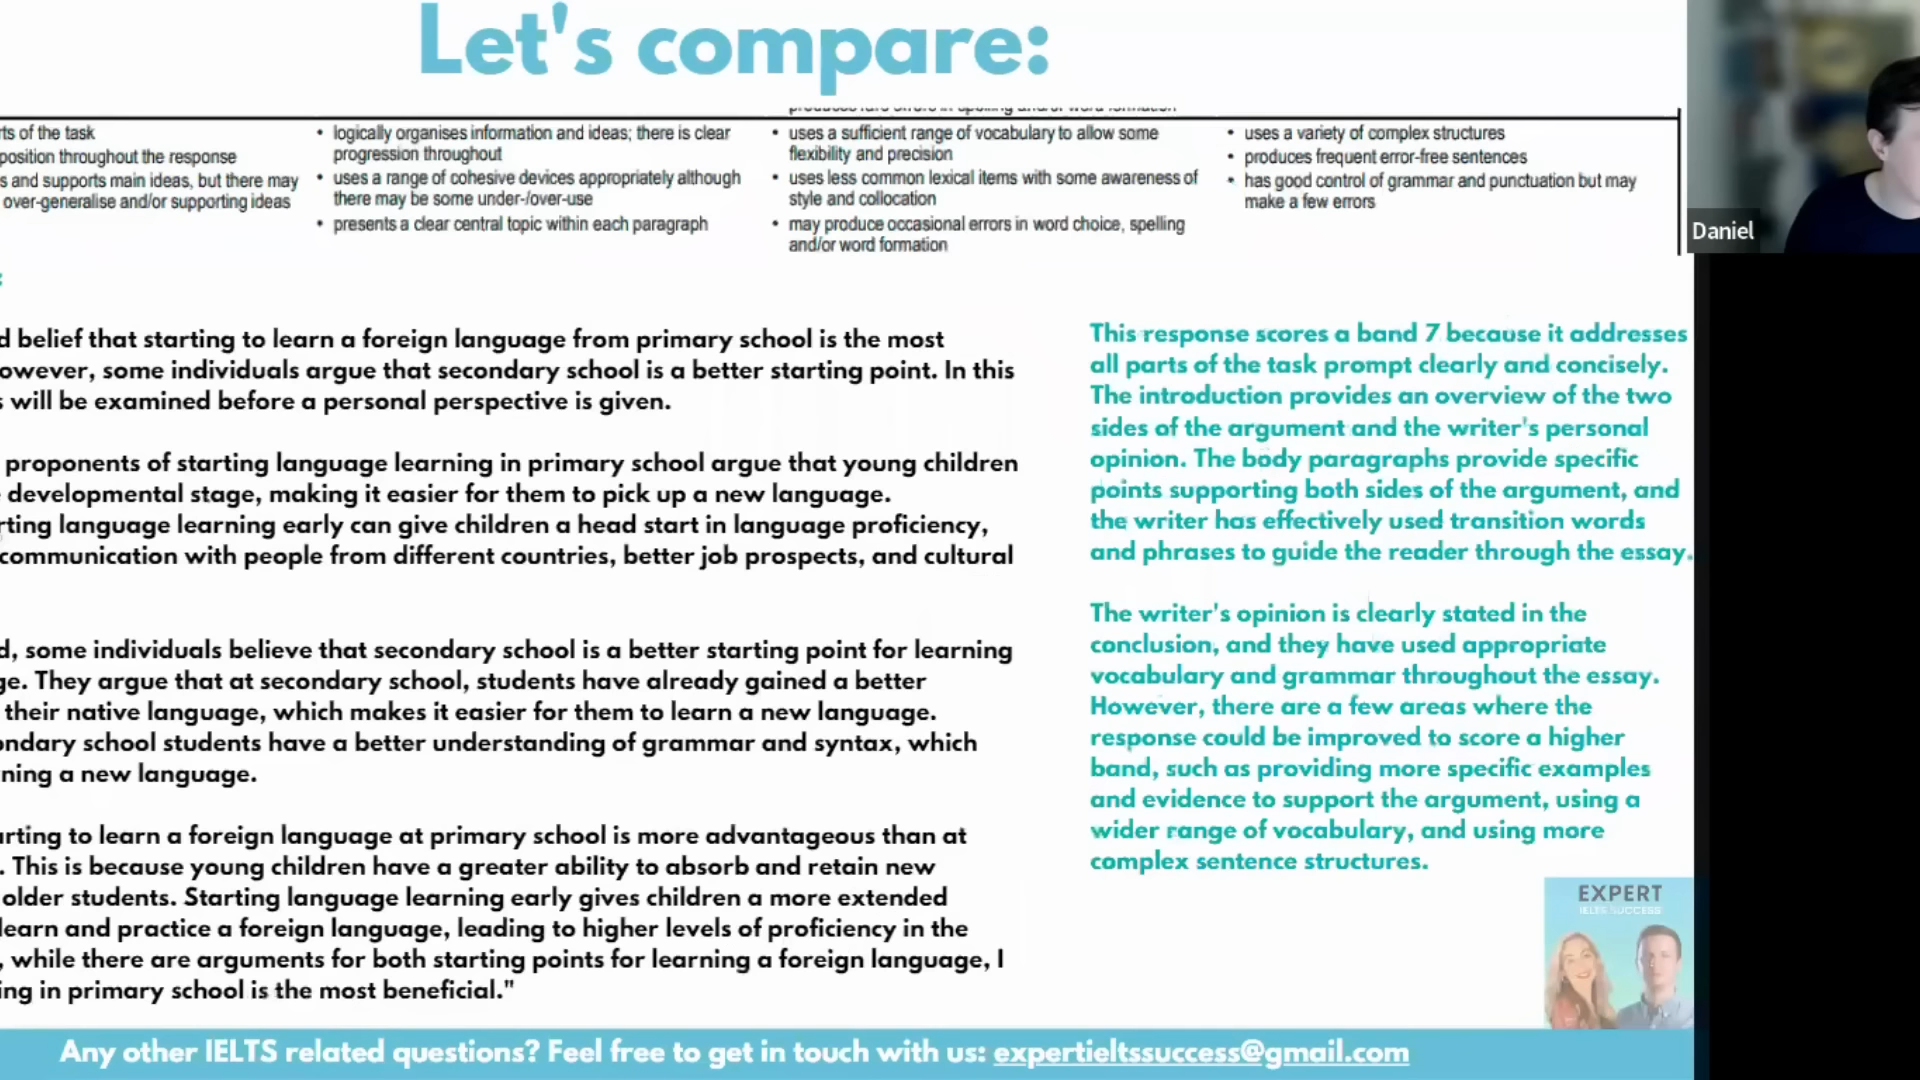 Let's compare:
rts of the task
position throughout the response
s and supports main ideas, but there may
over-generalise and/or supporting ideas
• logically organises information and ideas; there is clear
progression throughout
• uses a range of cohesive devices appropriately although
there may be some under-/over-use
• presents a clear central topic within each paragraph
• uses a sufficient range of vocabulary to allow some
flexibility and precision
• uses less common lexical items with some awareness of
style and collocation
• may produce occasional errors in word choice, spelling
and/or word formation
• uses a variety of complex structures
• produces frequent error-free sentences
• has good control of grammar and punctuation but may
make a few errors
Daniel
d belief that starting to learn a foreign language from primary school is the most
owever, some individuals argue that secondary school is a better starting point. In this
s will be examined before a personal perspective is given.
proponents of starting language learning in primary school argue that young children
developmental stage, making it easier for them to pick up a new language.
rting language learning early can give children a head start in language proficiency,
communication with people from different countries, better job prospects, and cultural
d, some individuals believe that secondary school is a better starting point for learning
ge. They argue that at secondary school, students have already gained a better
their native language, which makes it easier for them to learn a new language.
ondary school students have a better understanding of grammar and syntax, which
ning a new language.
arting to learn a foreign language at primary school is more advantageous than at
. This is because young children have a greater ability to absorb and retain new
older students. Starting language learning early gives children a more extended
learn and practice a foreign language, leading to higher levels of proficiency in the
, while there are arguments for both starting points for learning a foreign language, I
ing in primary school is the most beneficial."
This response scores a band 7 because it addresses
all parts of the task prompt clearly and concisely.
The introduction provides an overview of the two
sides of the argument and the writer's personal
opinion. The body paragraphs provide specific
points supporting both sides of the argument, and
the writer has effectively used transition words
and phrases to guide the reader through the essay.
The writer's opinion is clearly stated in the
conclusion, and they have used appropriate
vocabulary and grammar throughout the essay.
However, there are a few areas where the
response could be improved to score a higher
band, such as providing more specific examples
and evidence to support the argument, using a
wider range of vocabulary, and using more
complex sentence structures.
EXPERT
IELTS SUCCESS
Any other IELTS related questions? Feel free to get in touch with us: expertieltssuccess@gmail.com